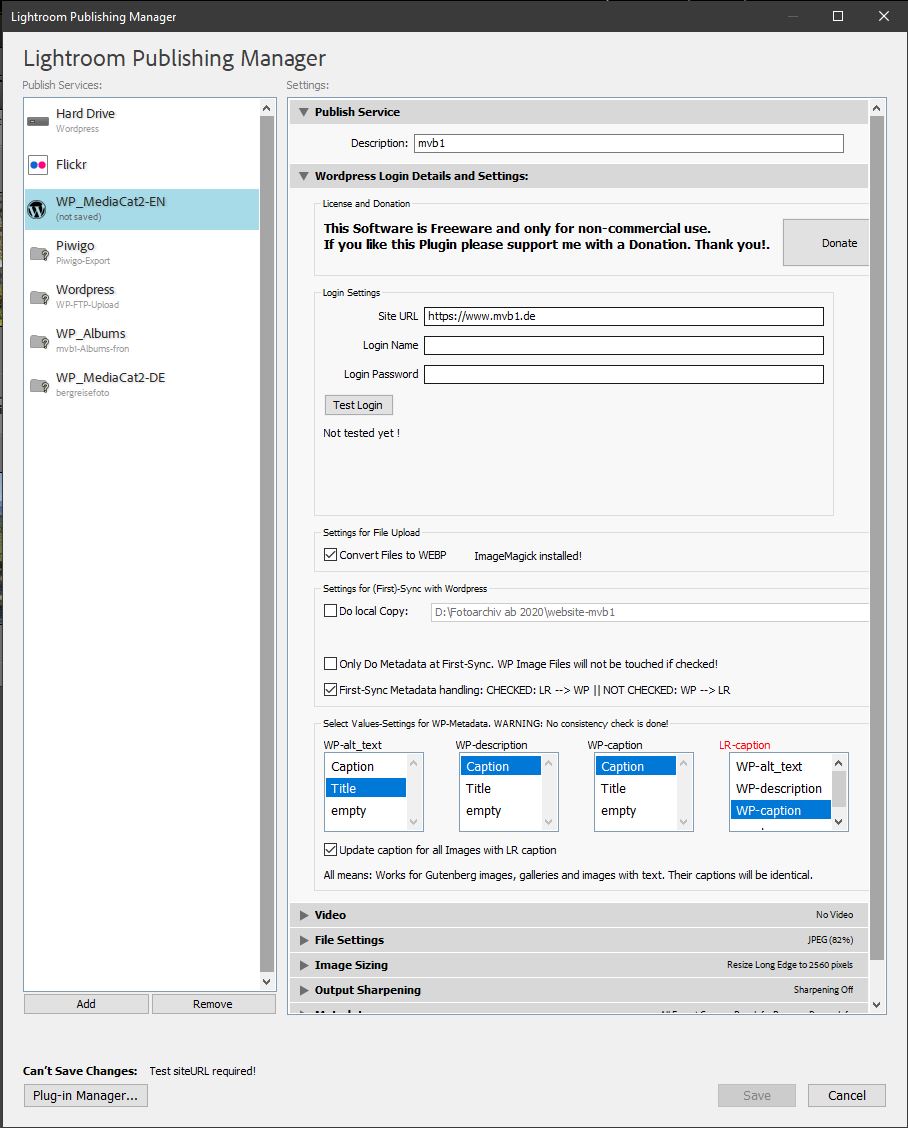 Lightroom Publishing Manager
Lightroom Publishing Manager
Publish Services:
Hard Drive
Wordpress
Flickr
WP_MediaCat2-EN
(not saved)
Piwigo
Piwigo-Export
Wordpress
WP-FTP-Upload
WP_Albums
mvb1-Albums-fron
WP_MediaCat2-DE
bergreisefoto
Add Remove
Settings:
Publish Service
Description: mvb1
Wordpress Login Details and Settings:
License and Donation
This Software is Freeware and only for non-commercial use.
If you like this Plugin please support me with a Donation. Thank you!.
Donate
Login Settings
Site URL https://www.mvb1.de
Login Name
Login Password
Test Login
Not tested yet !
Settings for File Upload
Convert Files to WEBP ImageMagick installed!
Settings for (First)-Sync with Wordpress
Do local Copy: D:\Fotoarchiv ab 2020\website-mvb1
Only Do Metadata at First-Sync. WP Image Files will not be touched if checked!
First-Sync Metadata handling: CHECKED: LR --> WP || NOT CHECKED: WP --> LR
Select Values-Settings for WP-Metadata. WARNING: No consistency check is done!
WP-alt_text WP-description WP-caption LR-caption
Caption Caption Caption WP-alt_text
Title Title Title WP-description
empty empty empty WP-caption
Update caption for all Images with LR caption
All means: Works for Gutenberg images, galleries and images with text. Their captions will be identical.
Video No Video
File Settings JPEG (82%)
Image Sizing Resize Long Edge to 2560 pixels
Output Sharpening Sharpening Off
Can't Save Changes: Test siteURL required!
Plug-in Manager... Save Cancel